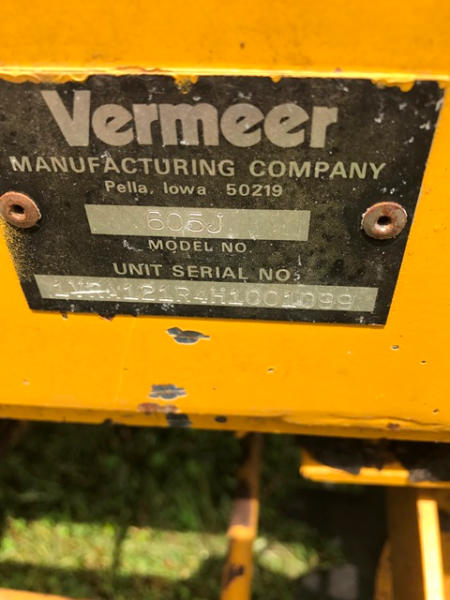 Vermeer
MANUFACTURING COMPANY
Pella, Iowa 50219
605J
MODEL NO.
UNIT SERIAL NO.